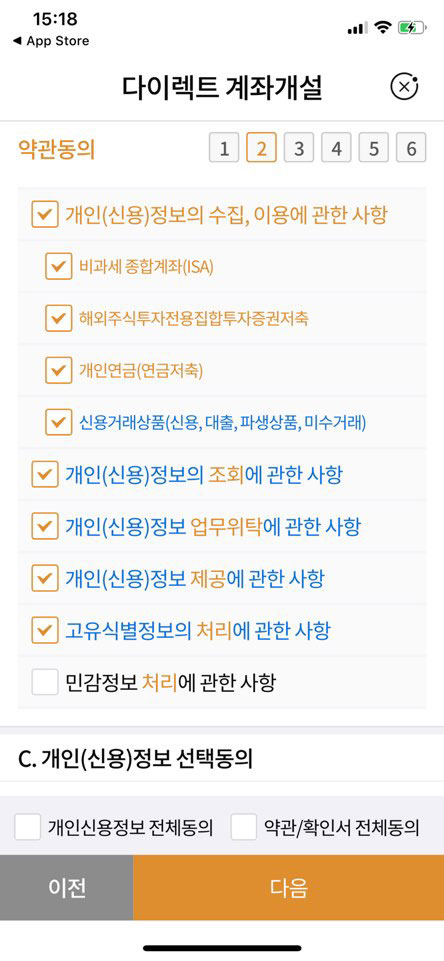 15:18
◀ App Store
다이렉트 계좌개설
약관동의 1 2 3 4 5 6
개인(신용)정보의 수집, 이용에 관한 사항
비과세 종합계좌(ISA)
해외주식투자전용집합투자증권저축
개인연금(연금저축)
신용거래상품(신용, 대출, 파생상품, 미수거래)
개인(신용)정보의 조회에 관한 사항
개인(신용)정보 업무위탁에 관한 사항
개인(신용)정보 제공에 관한 사항
고유식별정보의 처리에 관한 사항
민감정보 처리에 관한 사항
C. 개인(신용)정보 선택동의
개인신용정보 전체동의 약관/확인서 전체동의
이전 다음